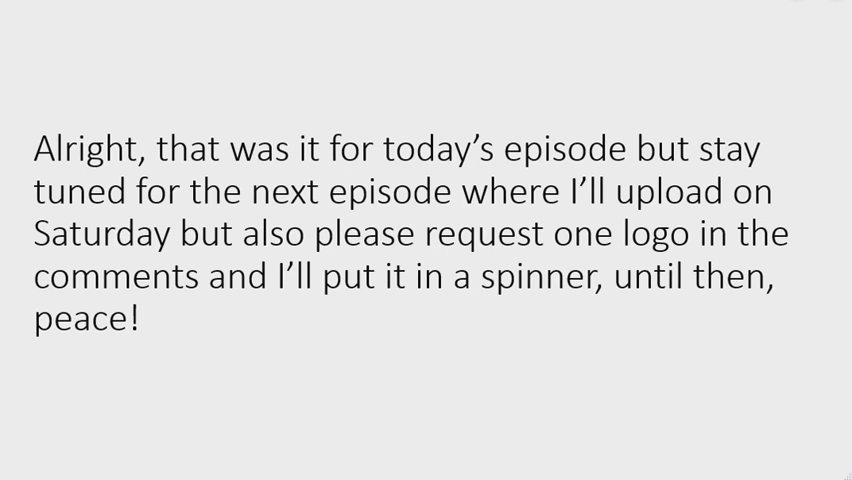 Alright, that was it for today’s episode but stay
tuned for the next episode where I’ll upload on
Saturday but also please request one logo in the
comments and I’ll put it in a spinner, until then,
peace!